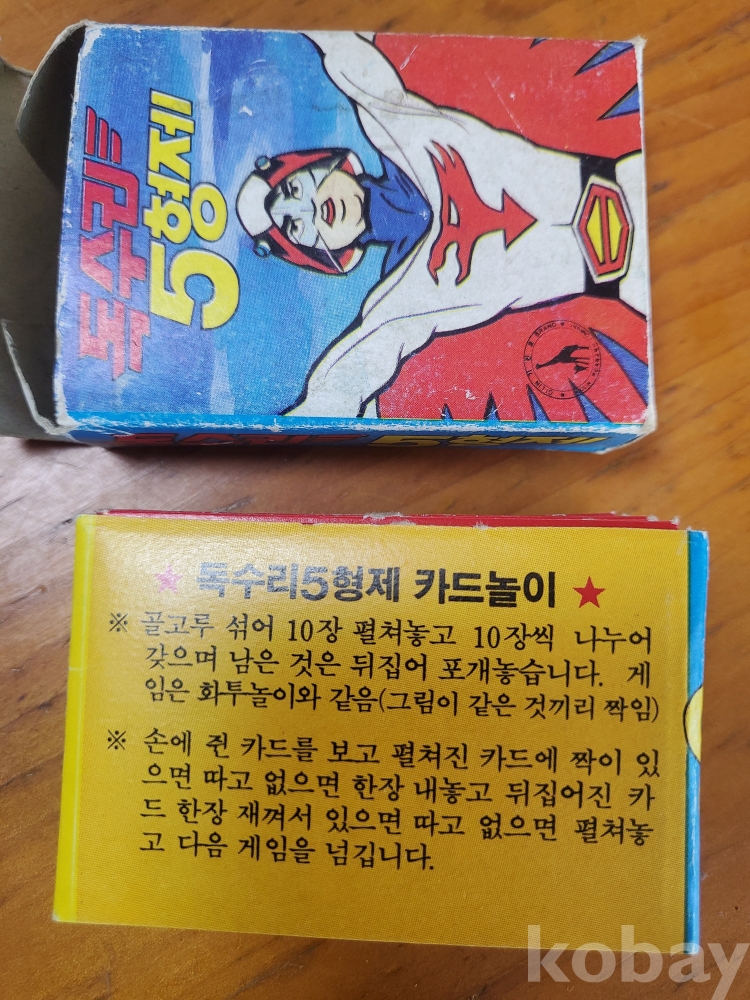 독수리
5형제
독수리 5형제
★ 독수리5형제 카드놀이 ★
※ 골고루 섞어 10장 펼쳐놓고 10장씩 나누어
갖으며 남은 것은 뒤집어 포개놓습니다. 게
임은 화투놀이와 같음(그림이 같은 것끼리 짝임)
※ 손에 쥔 카드를 보고 펼쳐진 카드에 짝이 있
으면 따고 없으면 한장 내놓고 뒤집어진 카
드 한장 재껴서 있으면 따고 없으면 펼쳐놓
고 다음 게임을 넘깁니다.
kobay